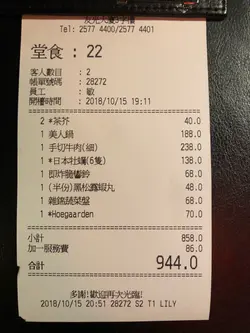 Tel: 2577 4400/2577 4401
堂食 : 22
客人數目 : 2
帳單號碼 : 28272
員工 : 敏
開檯時間 : 2018/10/15 19:11
2 *茶芥 40.0
1 美人鍋 188.0
1 手切牛肉(細) 238.0
1 *日本牡蠣(6隻) 138.0
1 即炸脆響鈴 68.0
1 (半份)黑松露蝦丸 48.0
1 雜錦蔬菜盤 68.0
1 *Hoegaarden 70.0
小計 858.0
加一服務費 86.0
合計 944.0
多謝!歡迎再次光臨!
2018/10/15 20:51 28272 S2 T1 LILY